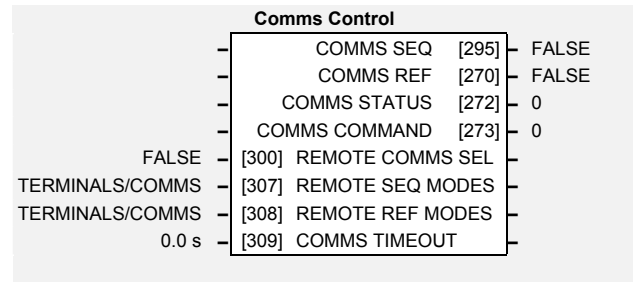 Comms Control
COMMS SEQ [295] FALSE
COMMS REF [270] FALSE
COMMS STATUS [272] 0
COMMS COMMAND [273] 0
FALSE [300] REMOTE COMMS SEL
TERMINALS/COMMS [307] REMOTE SEQ MODES
TERMINALS/COMMS [308] REMOTE REF MODES
0.0 s [309] COMMS TIMEOUT